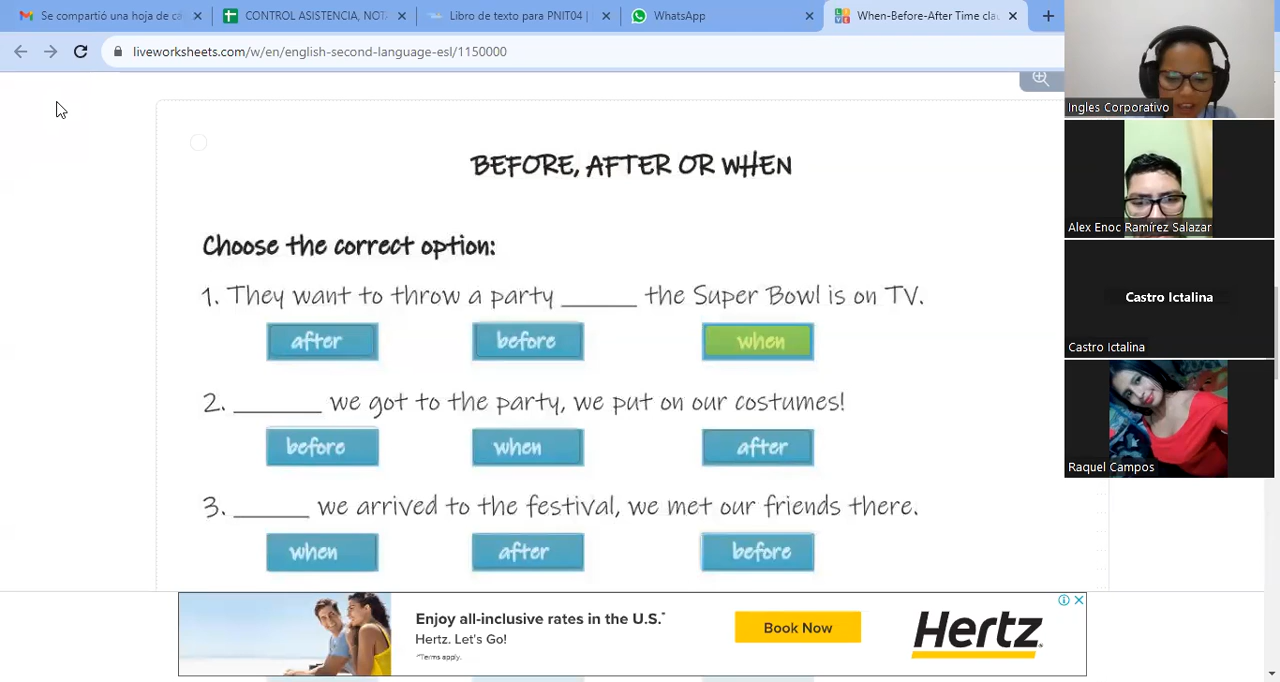 Se compartió una hoja de cá
CONTROL ASISTENCIA, NOT
Libro de texto para PNIT04 |
WhatsApp
When-Before-After Time clau
liveworksheets.com/w/en/english-second-language-esl/1150000
BEFORE, AFTER OR WHEN
Choose the correct option:
1. They want to throw a party ______ the Super Bowl is on TV.
after before when
2. ______ we got to the party, we put on our costumes!
before when after
3. ______ we arrived to the festival, we met our friends there.
when after before
Enjoy all-inclusive rates in the U.S.*
Hertz. Let's Go!
*Terms apply.
Book Now
Hertz
Ingles Corporativo
Alex Enoc Ramírez Salazar
Castro Ictalina
Castro Ictalina
Raquel Campos